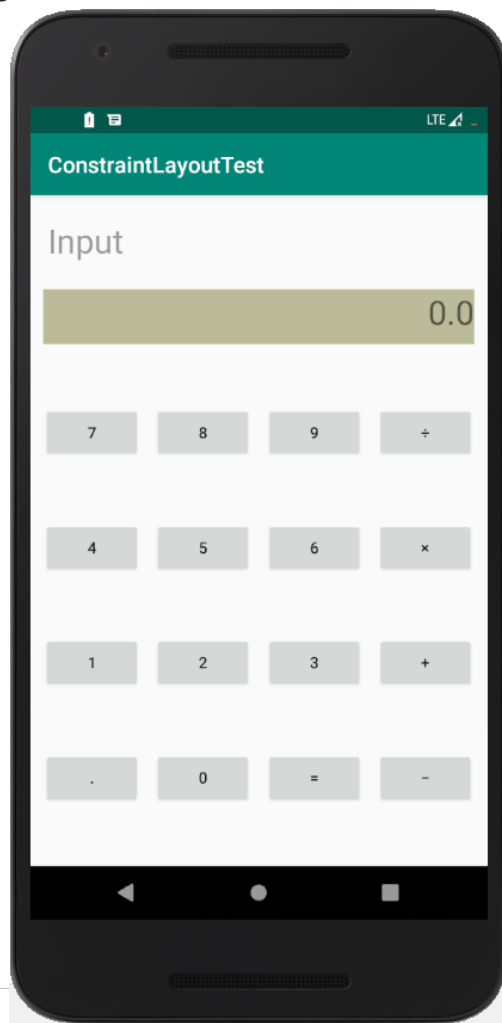 LTE
ConstraintLayoutTest
Input
0.0
7 8 9 ÷
4 5 6 ×
1 2 3 +
. 0 = −